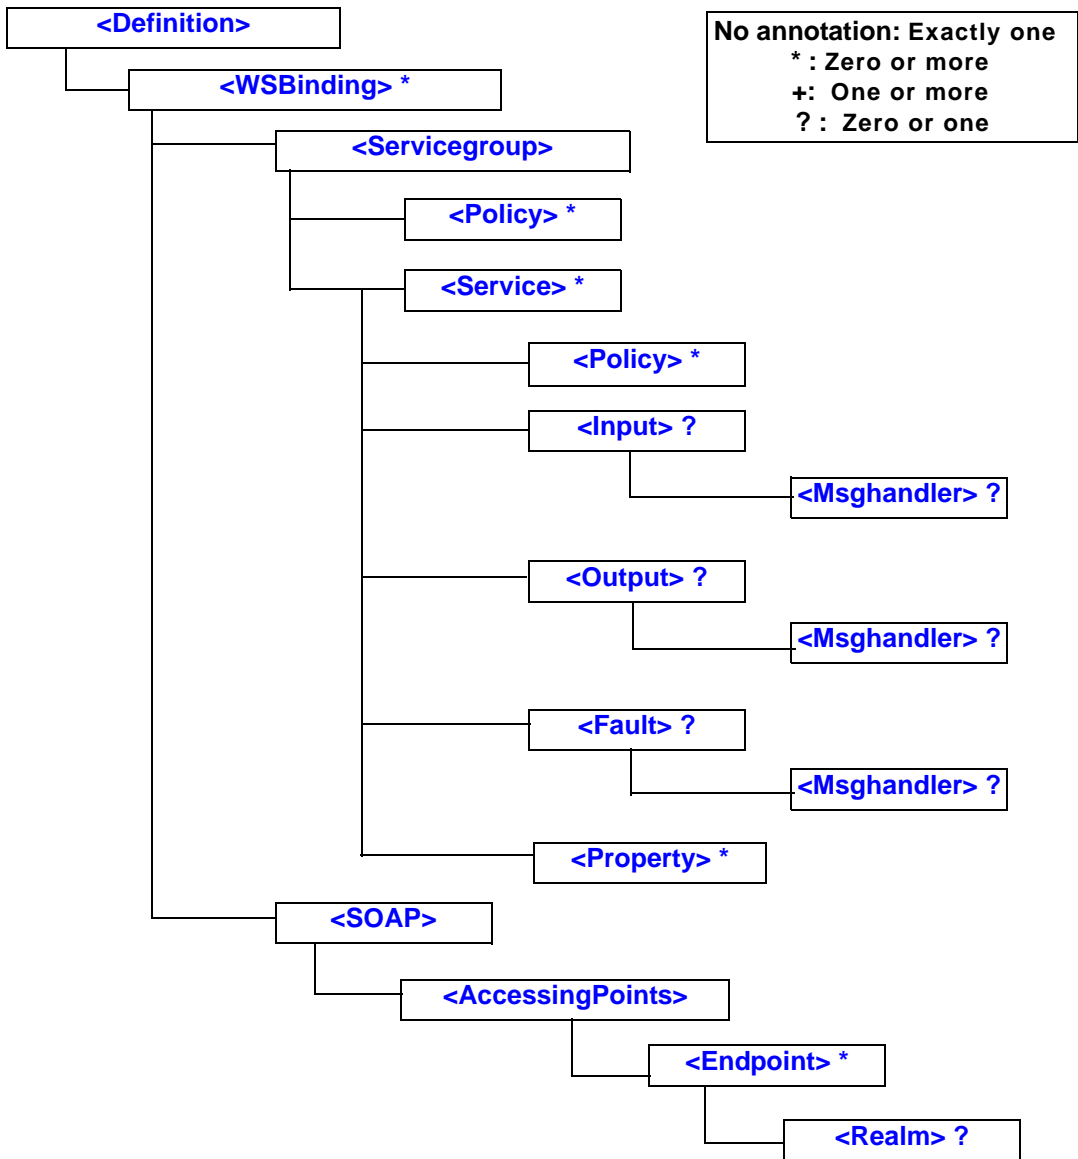 <Definition>
No annotation: Exactly one
* : Zero or more
+: One or more
? : Zero or one
<WSBinding> *
<Servicegroup>
<Policy> *
<Service> *
<Policy> *
<Input> ?
<Msghandler> ?
<Output> ?
<Msghandler> ?
<Fault> ?
<Msghandler> ?
<Property> *
<SOAP>
<AccessingPoints>
<Endpoint> *
<Realm> ?